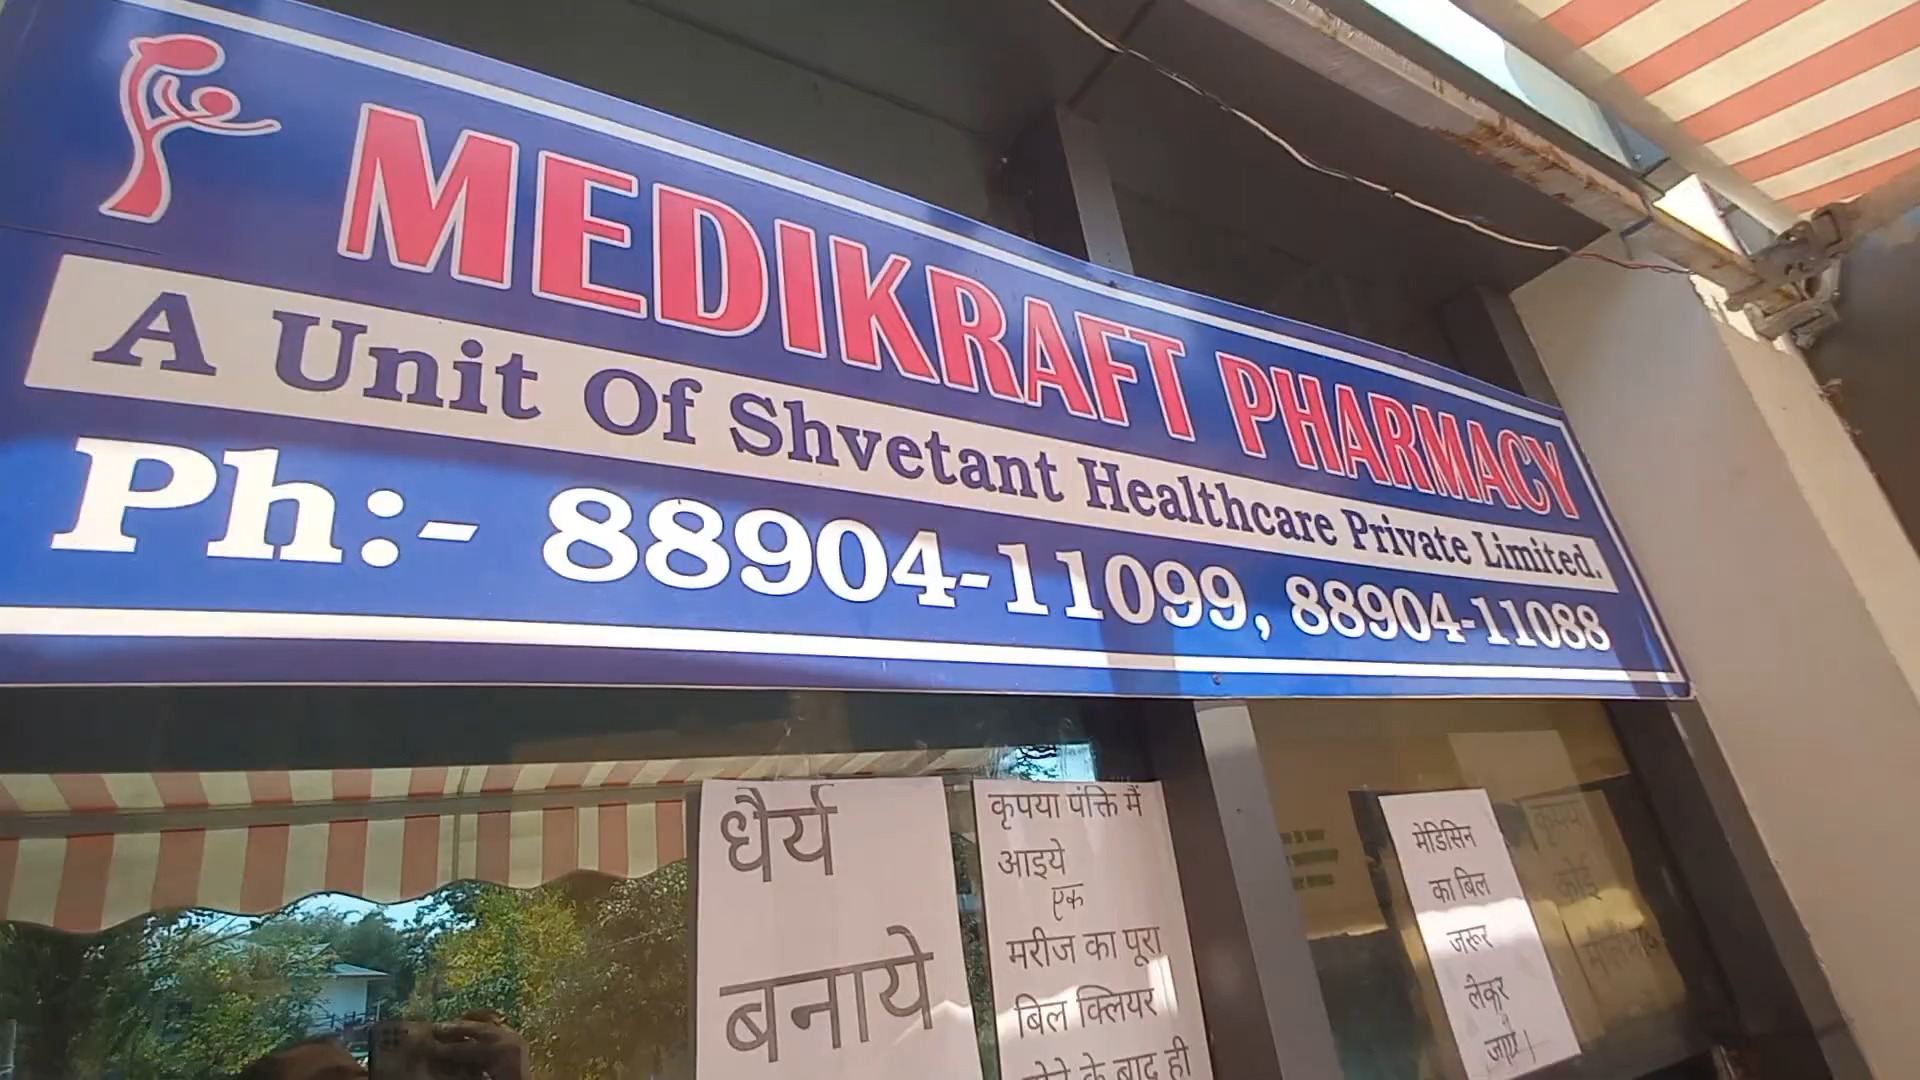 MEDIKRAFT PHARMACY
A Unit Of Shvetant Healthcare Private Limited.
Ph:- 88904-11099, 88904-11088
धैर्य
बनाये
कृपया पंक्ति मैं
आइये
एक
मरीज का पूरा
बिल क्लियर
के बाद ही
मेडिसिन
का बिल
जरूर
लेकर
जाएं।
कृपया
कोई